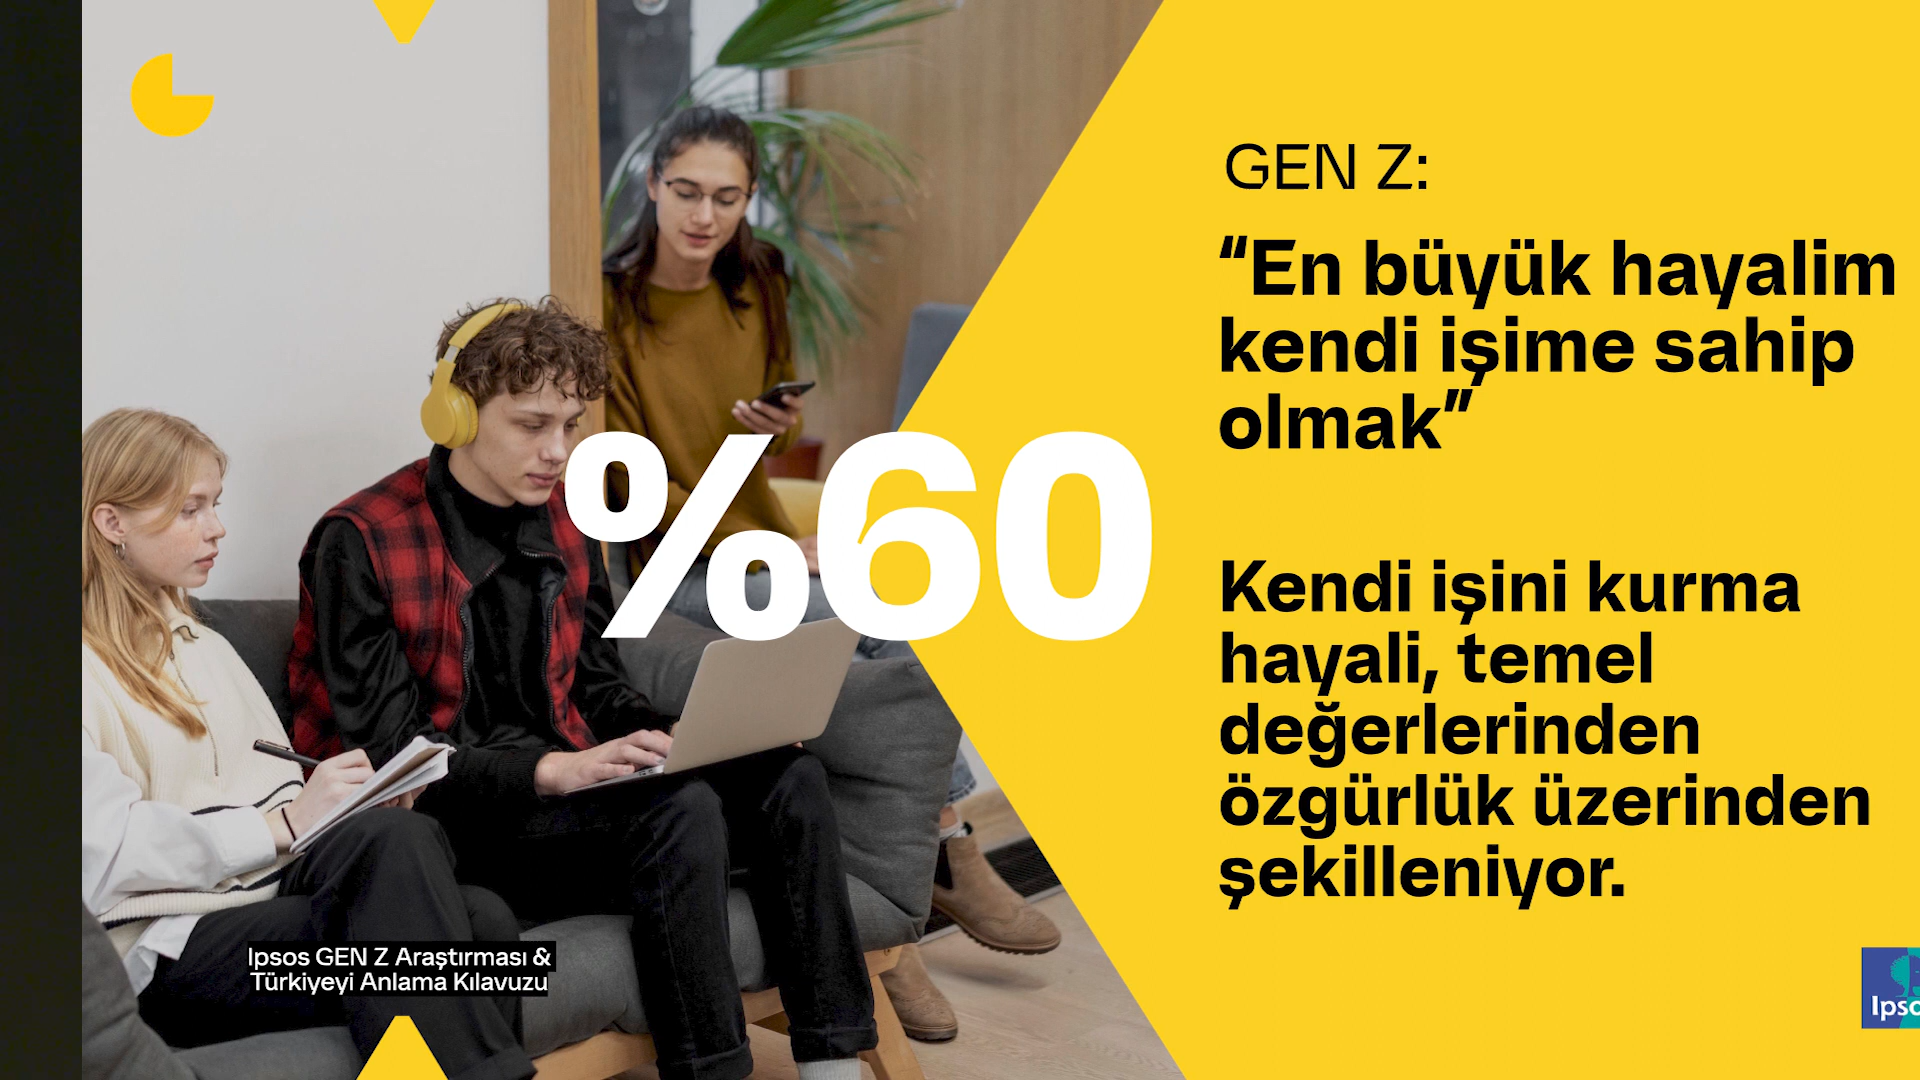 GEN Z:
“En büyük hayalim
kendi işime sahip
olmak”
%60
Kendi işini kurma
hayali, temel
değerlerinden
özgürlük üzerinden
şekilleniyor.
Ipsos GEN Z Araştırması &
Türkiyeyi Anlama Kılavuzu